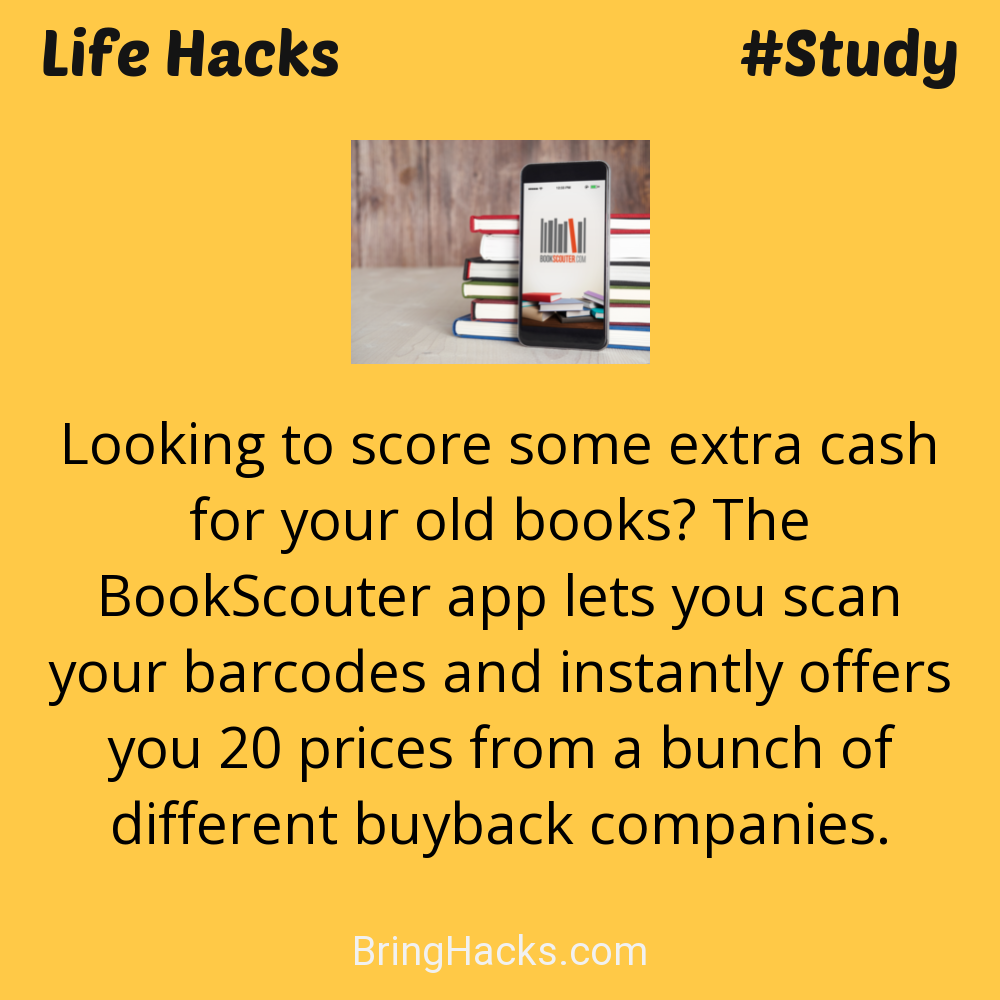 Life Hacks #Study
BOOKSCOUTER.COM
Looking to score some extra cash
for your old books? The
BookScouter app lets you scan
your barcodes and instantly offers
you 20 prices from a bunch of
different buyback companies.
BringHacks.com